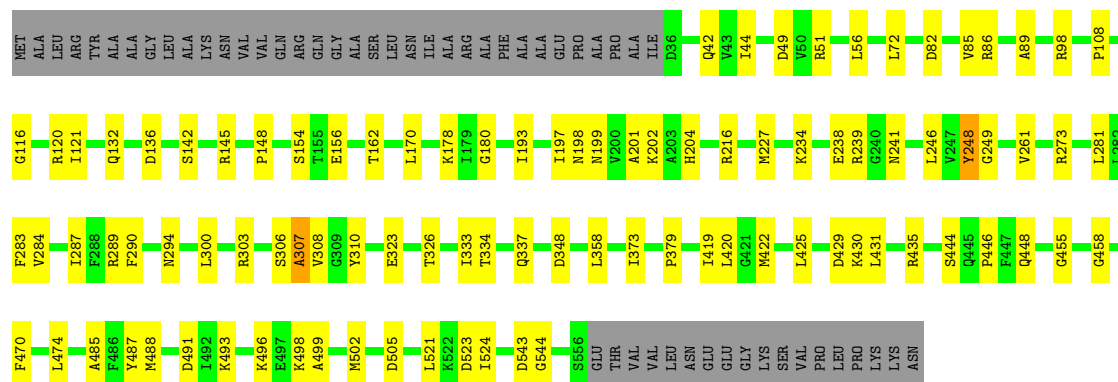 MET ALA LEU ARG TYR ALA ALA GLY LEU ALA LYS ASN VAL VAL GLN ARG GLN GLY ALA SER LEU ASN ILE ALA ARG ALA PHE ALA ALA GLU PRO ALA PRO ALA ILE D36 Q42 V43 I44 D49 V50 R51 L56 L72 D82 V85 R86 A89 R98 P108
G116 R120 I121 Q132 D136 S142 R145 P148 S154 T155 E156 T162 L170 K178 I179 G180 I193 I197 N198 N199 V200 A201 K202 A203 H204 R216 M227 K234 E238 R239 G240 N241 L246 V247 Y248 G249 V261 R273 L281
F283 V284 I287 F288 R289 F290 N294 L300 R303 S306 A307 V308 G309 Y310 E323 T326 I333 T334 Q337 D348 L358 I373 P379 I419 L420 G421 M422 L425 D429 K430 L431 R435 S444 Q445 P446 F447 Q448 G455 G458
F470 L474 A485 F486 Y487 M488 D491 I492 K493 K496 E497 K498 A499 M502 D505 L521 K522 D523 I524 D543 G544 S556 GLU THR VAL VAL LEU ASN GLU GLU GLY LYS SER VAL PRO LEU PRO PRO LYS LYS ASN